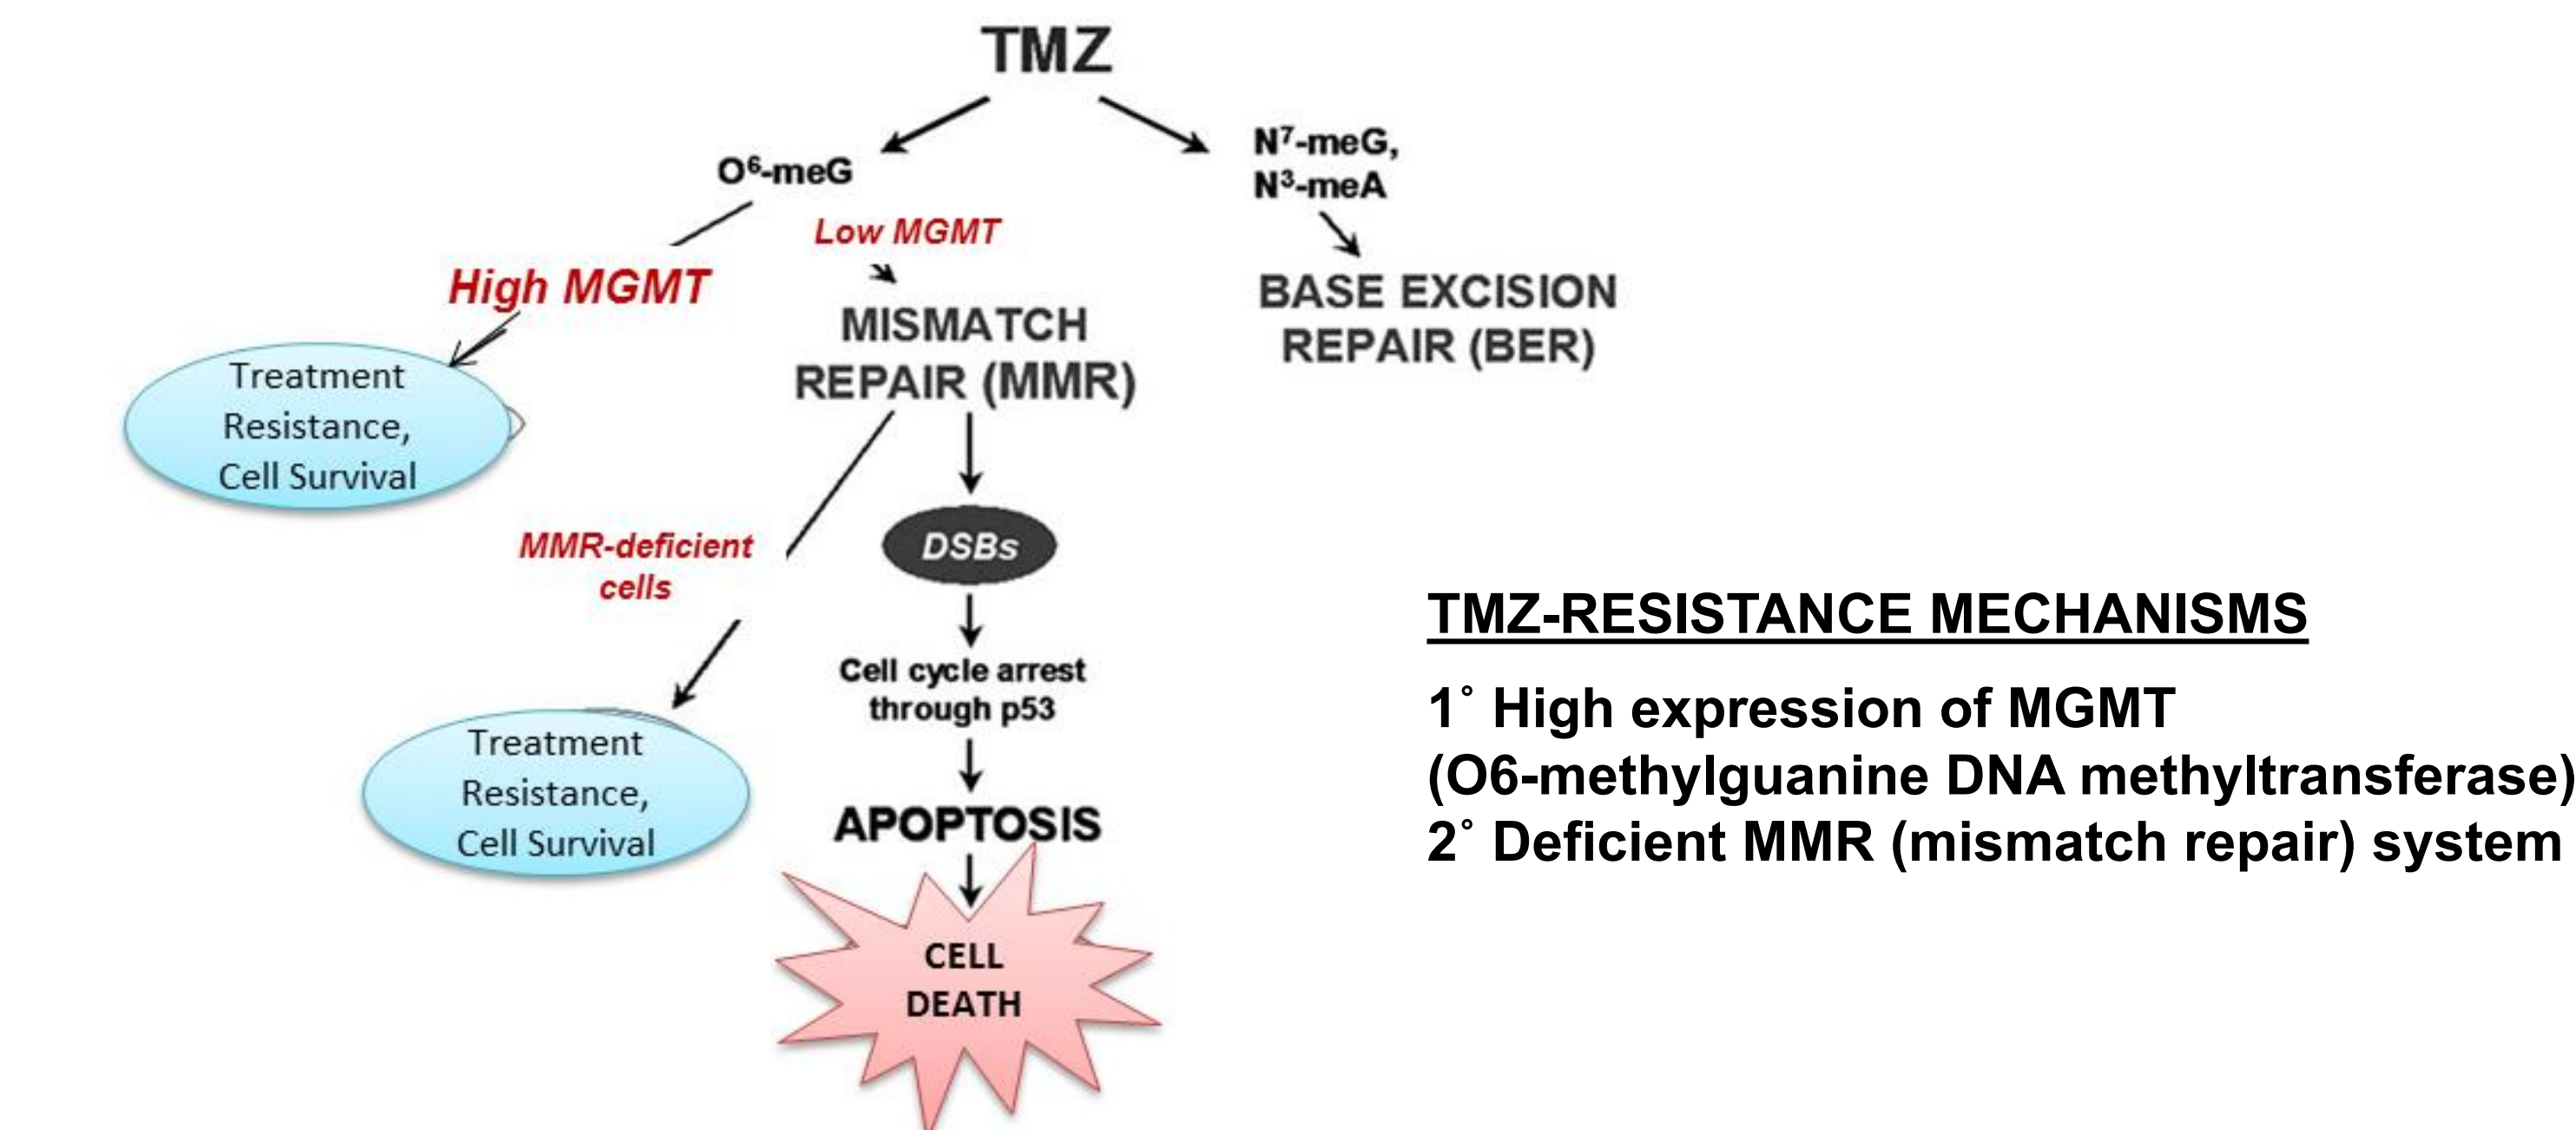 TMZ
O⁶-meG
N⁷-meG,
N³-meA
Low MGMT
High MGMT
BASE EXCISION
REPAIR (BER)
MISMATCH
REPAIR (MMR)
Treatment
Resistance,
Cell Survival
MMR-deficient
cells
DSBs
Cell cycle arrest
through p53
Treatment
Resistance,
Cell Survival
APOPTOSIS
CELL
DEATH
TMZ-RESISTANCE MECHANISMS
1˚ High expression of MGMT
(O6-methylguanine DNA methyltransferase)
2˚ Deficient MMR (mismatch repair) system